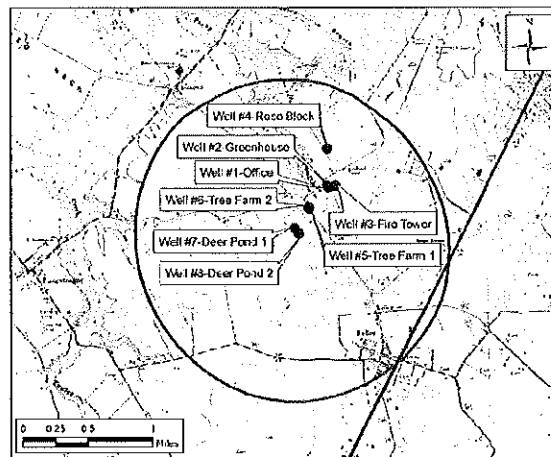 Well #4-Rose Block
Well #2-Greenhouse
Well #1-Office
Well #6-Tree Farm 2
Well #3-Fire Tower
Well #7-Deer Pond 1
Well #5-Tree Farm 1
Well #8-Deer Pond 2
0 0.25 0.5 1
Miles